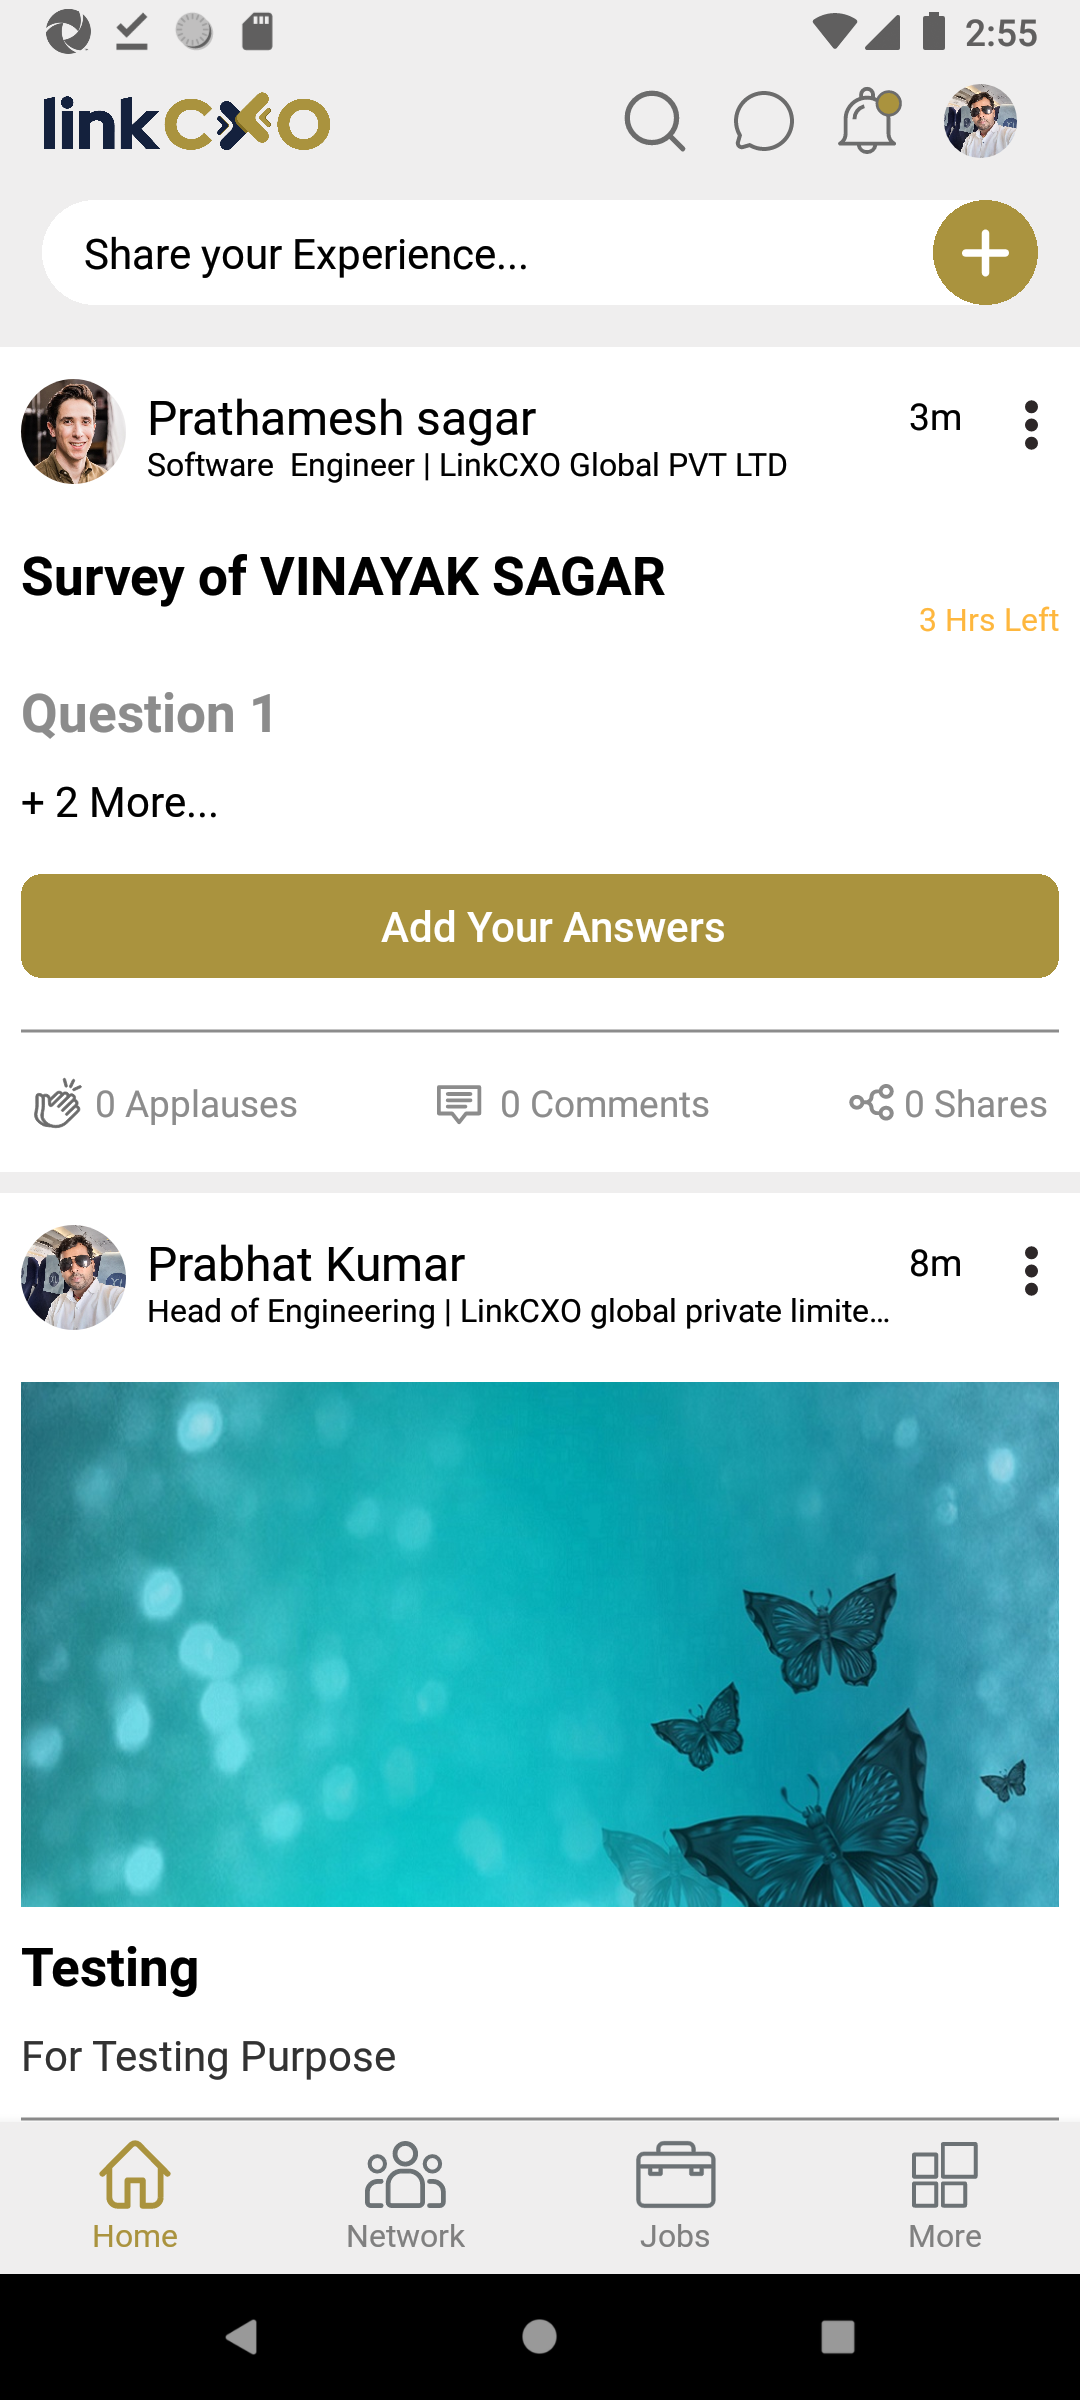 2:55
linkCXO
Share your Experience...
Prathamesh sagar
3m
Software  Engineer | LinkCXO Global PVT LTD
Survey of VINAYAK SAGAR
3 Hrs Left
Question 1
+ 2 More...
Add Your Answers
0 Applauses
0 Comments
0 Shares
Prabhat Kumar
8m
Head of Engineering | LinkCXO global private limite...
Testing
For Testing Purpose
Home
Network
Jobs
More